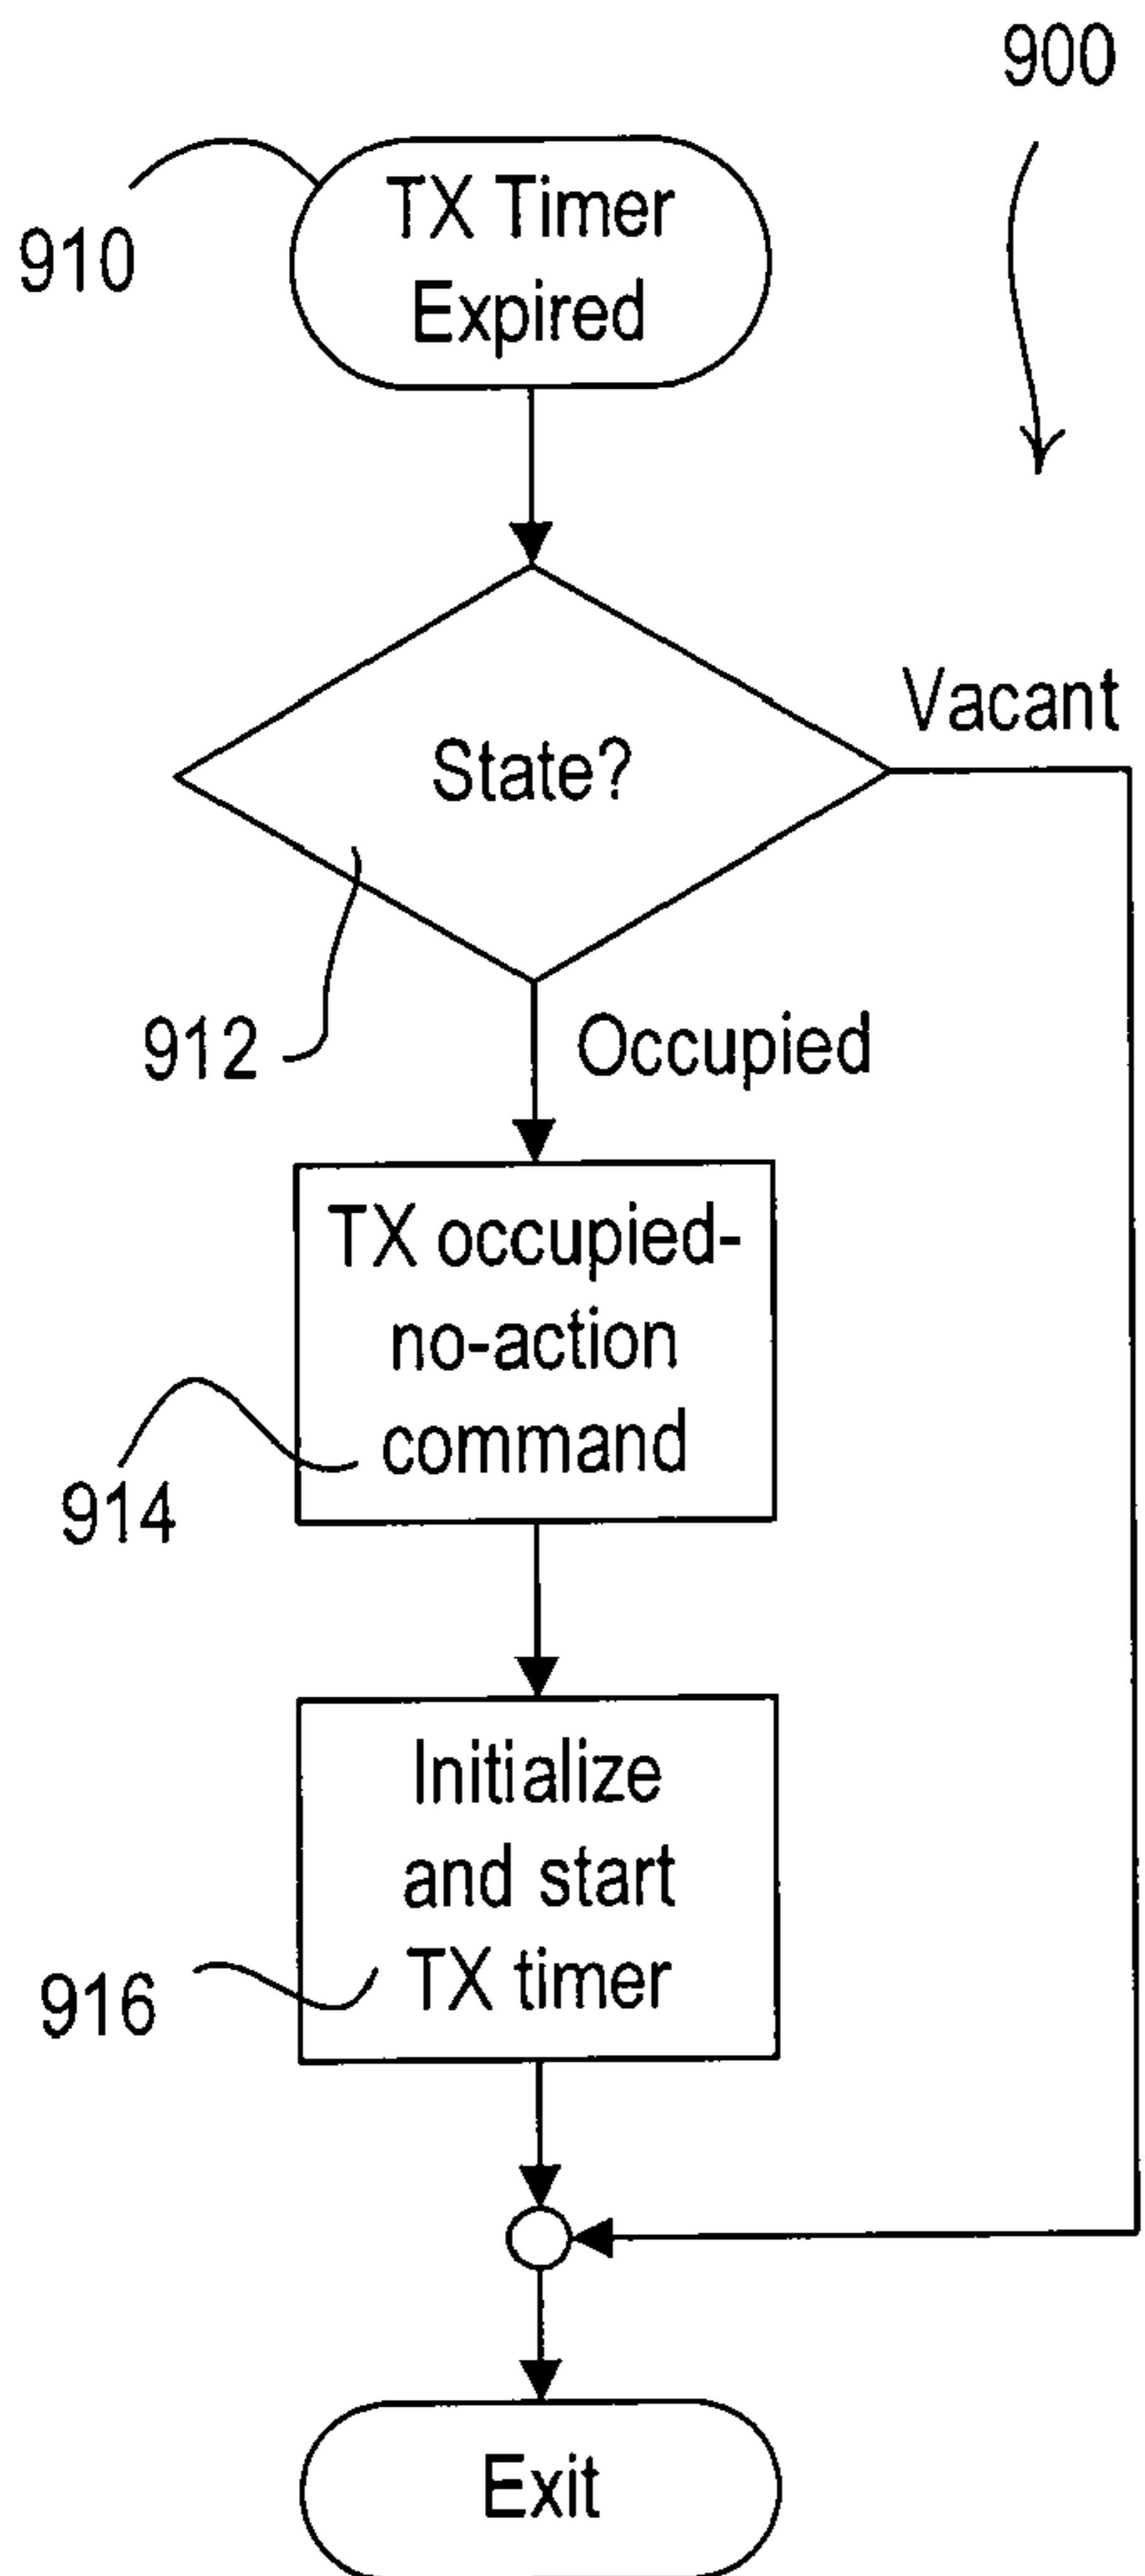 900
TX Timer
Expired
910
Vacant
State?
912
Occupied
TX occupied-
no-action
command
914
Initialize
and start
TX timer
916
Exit